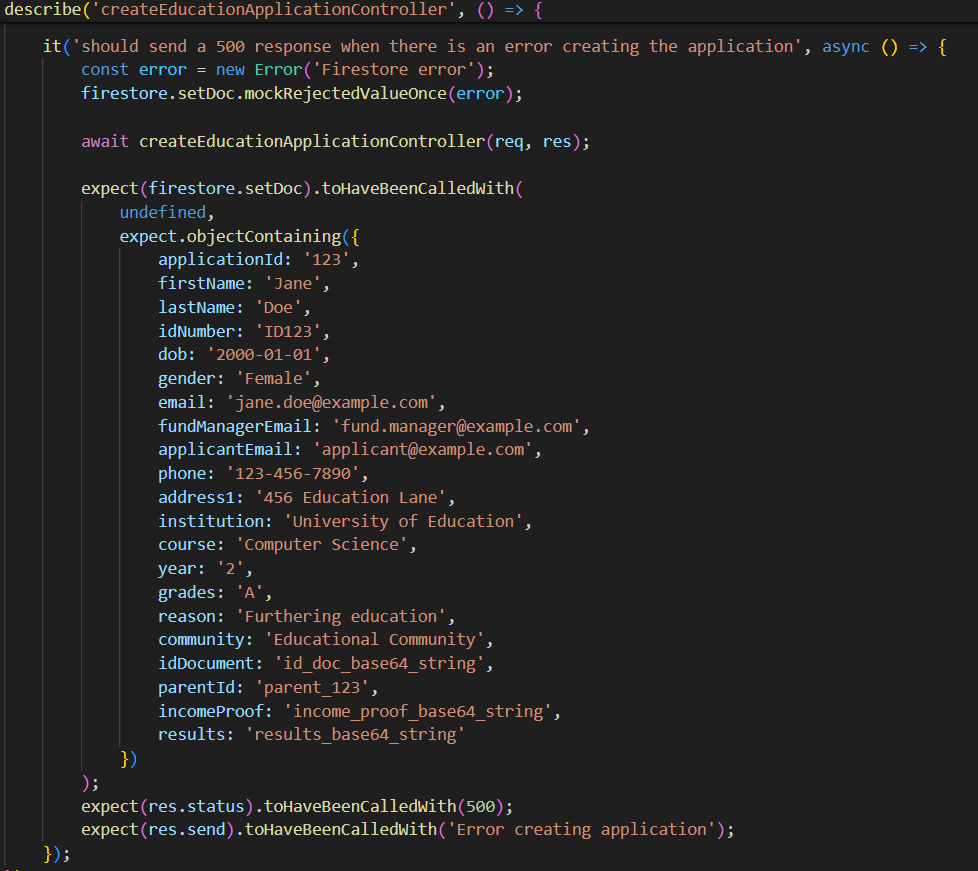 describe('createEducationApplicationController', () => {
    it('should send a 500 response when there is an error creating the application', async () => {
        const error = new Error('Firestore error');
        firestore.setDoc.mockRejectedValueOnce(error);
        await createEducationApplicationController(req, res);
        expect(firestore.setDoc).toHaveBeenCalledWith(
            undefined,
            expect.objectContaining({
                applicationId: '123',
                firstName: 'Jane',
                lastName: 'Doe',
                idNumber: 'ID123',
                dob: '2000-01-01',
                gender: 'Female',
                email: 'jane.doe@example.com',
                fundManagerEmail: 'fund.manager@example.com',
                applicantEmail: 'applicant@example.com',
                phone: '123-456-7890',
                address1: '456 Education Lane',
                institution: 'University of Education',
                course: 'Computer Science',
                year: '2',
                grades: 'A',
                reason: 'Furthering education',
                community: 'Educational Community',
                idDocument: 'id_doc_base64_string',
                parentId: 'parent_123',
                incomeProof: 'income_proof_base64_string',
                results: 'results_base64_string'
            })
        );
        expect(res.status).toHaveBeenCalledWith(500);
        expect(res.send).toHaveBeenCalledWith('Error creating application');
    });